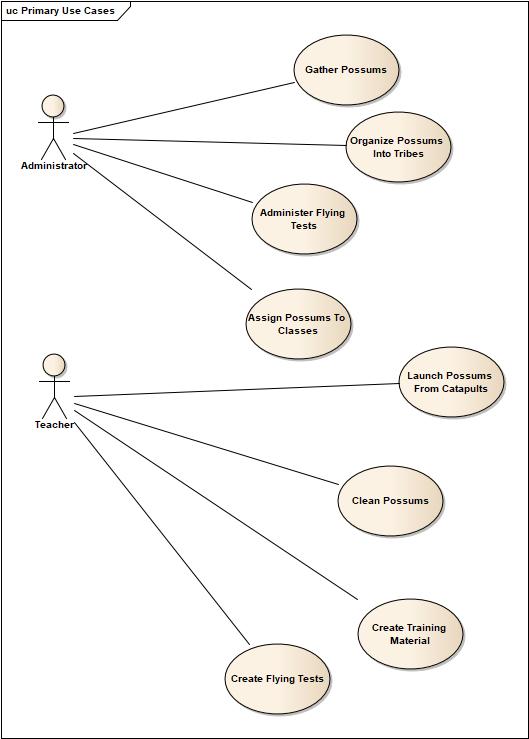 uc Primary Use Cases
Gather Possums
Administrator
Organize Possums
Into Tribes
Administer Flying
Tests
Assign Possums To
Classes
Teacher
Launch Possums
From Catapults
Clean Possums
Create Training
Material
Create Flying Tests